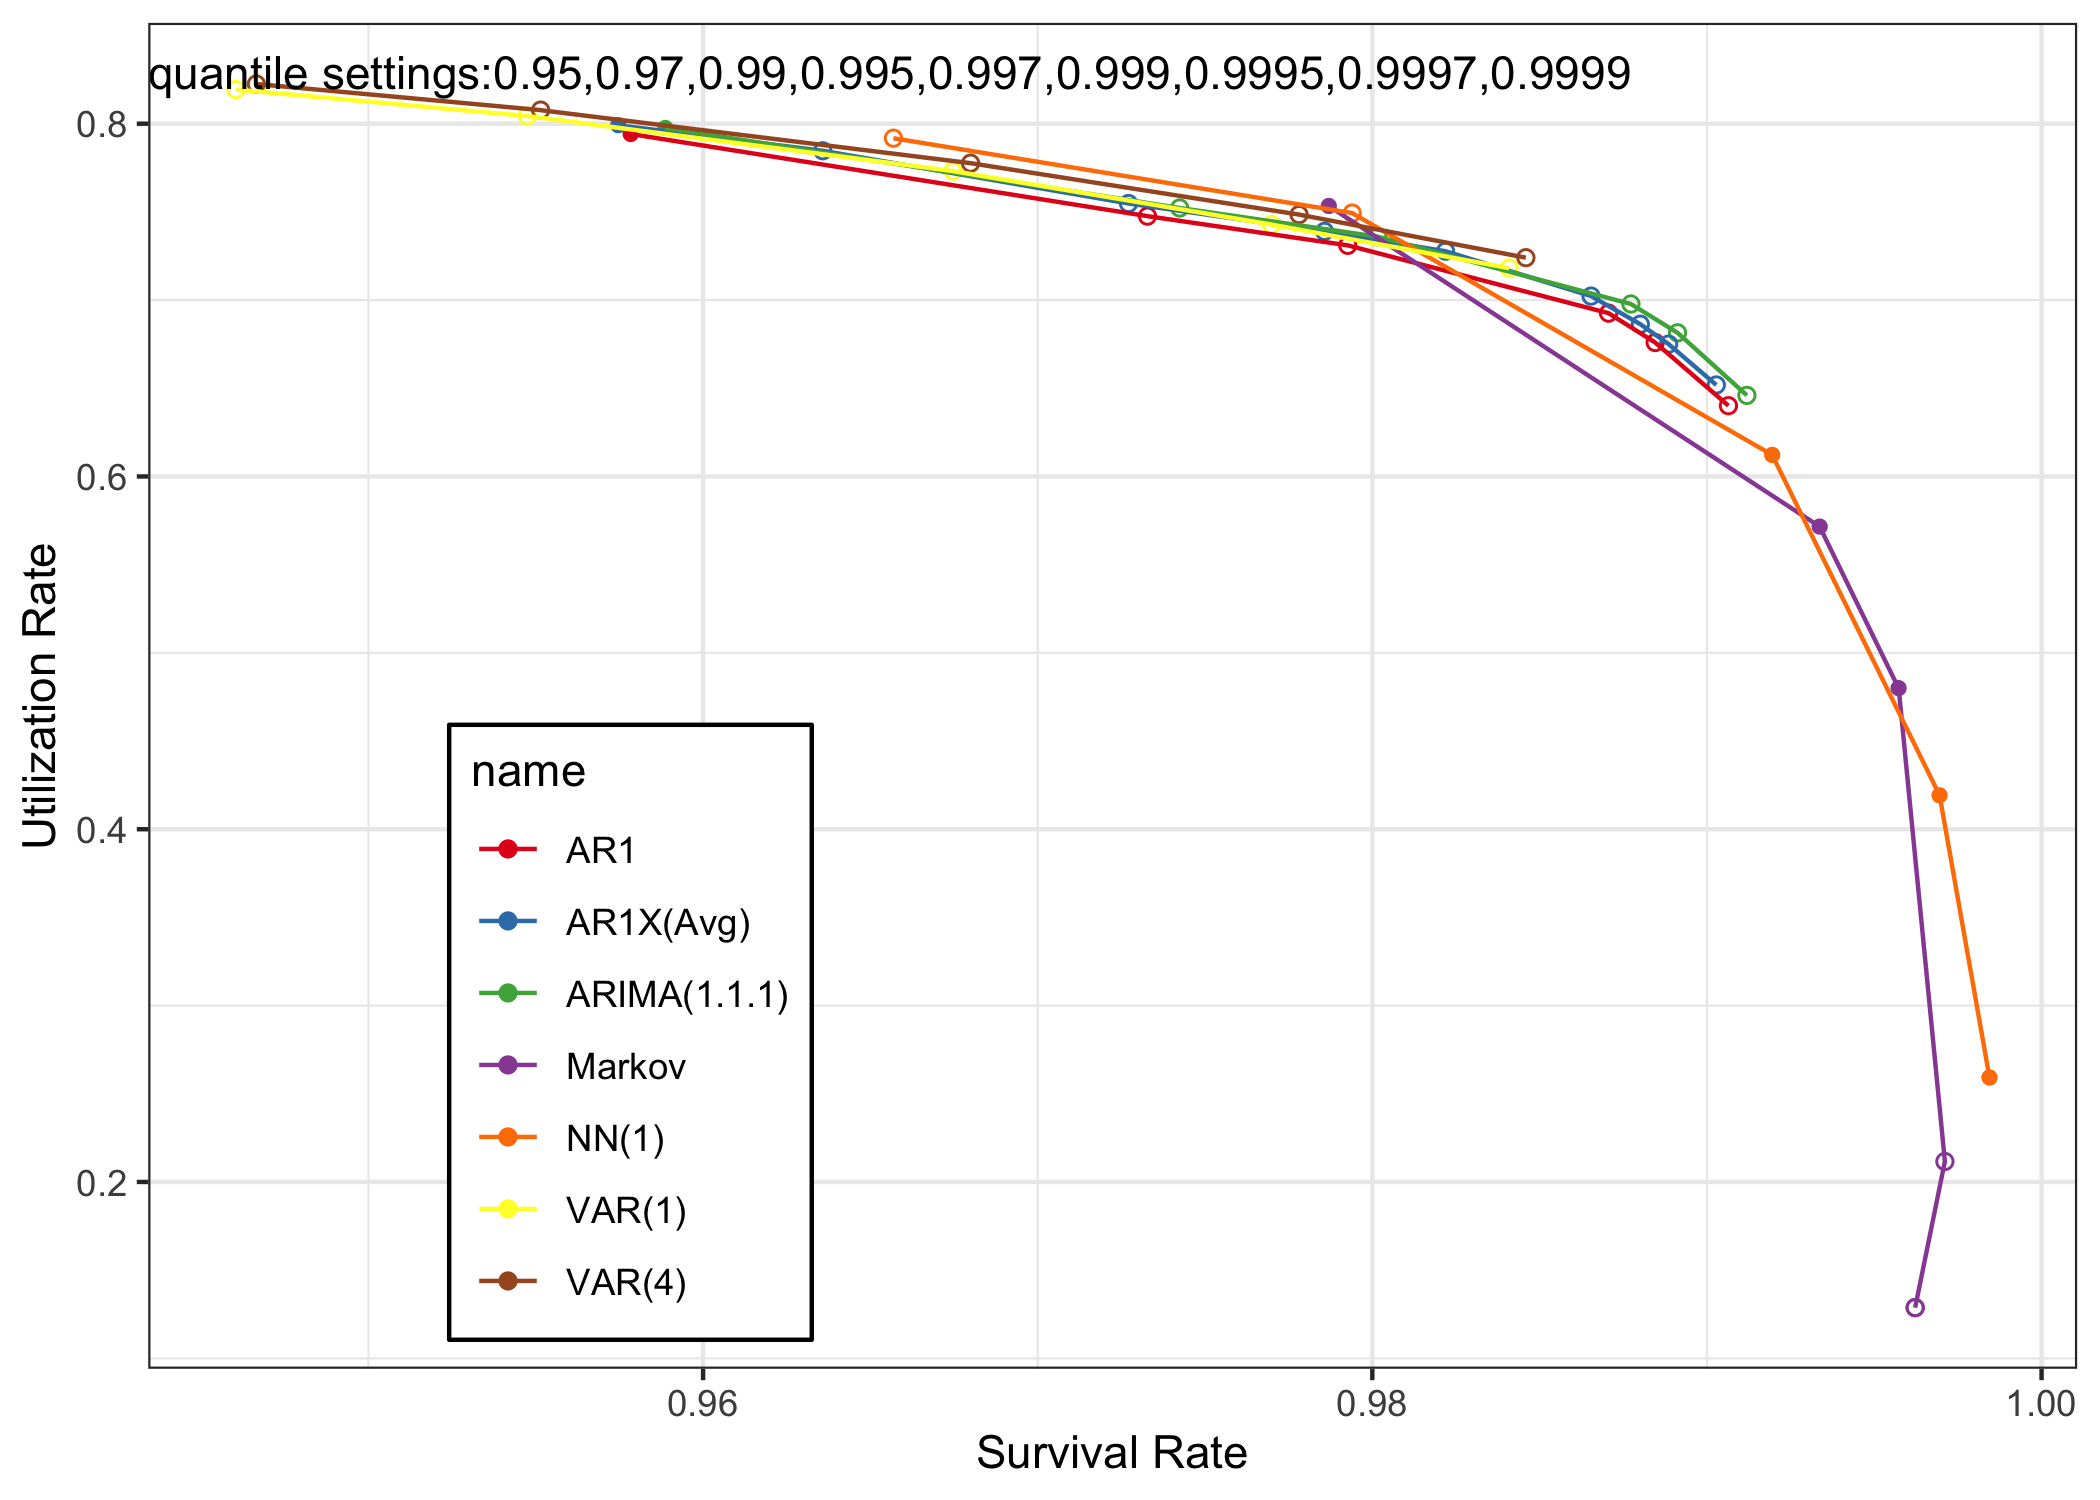 quantile settings:0.95,0.97,0.99,0.995,0.997,0.999,0.9995,0.9997,0.9999
0.8
0.6
0.4
0.2
Utilization Rate
name
AR1
AR1X(Avg)
ARIMA(1.1.1)
Markov
NN(1)
VAR(1)
VAR(4)
0.96
0.98
1.00
Survival Rate